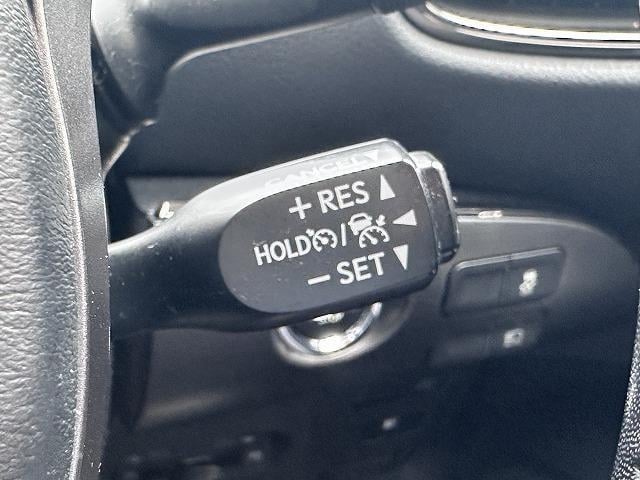 CANCEL
+ RES
HOLD /
− SET